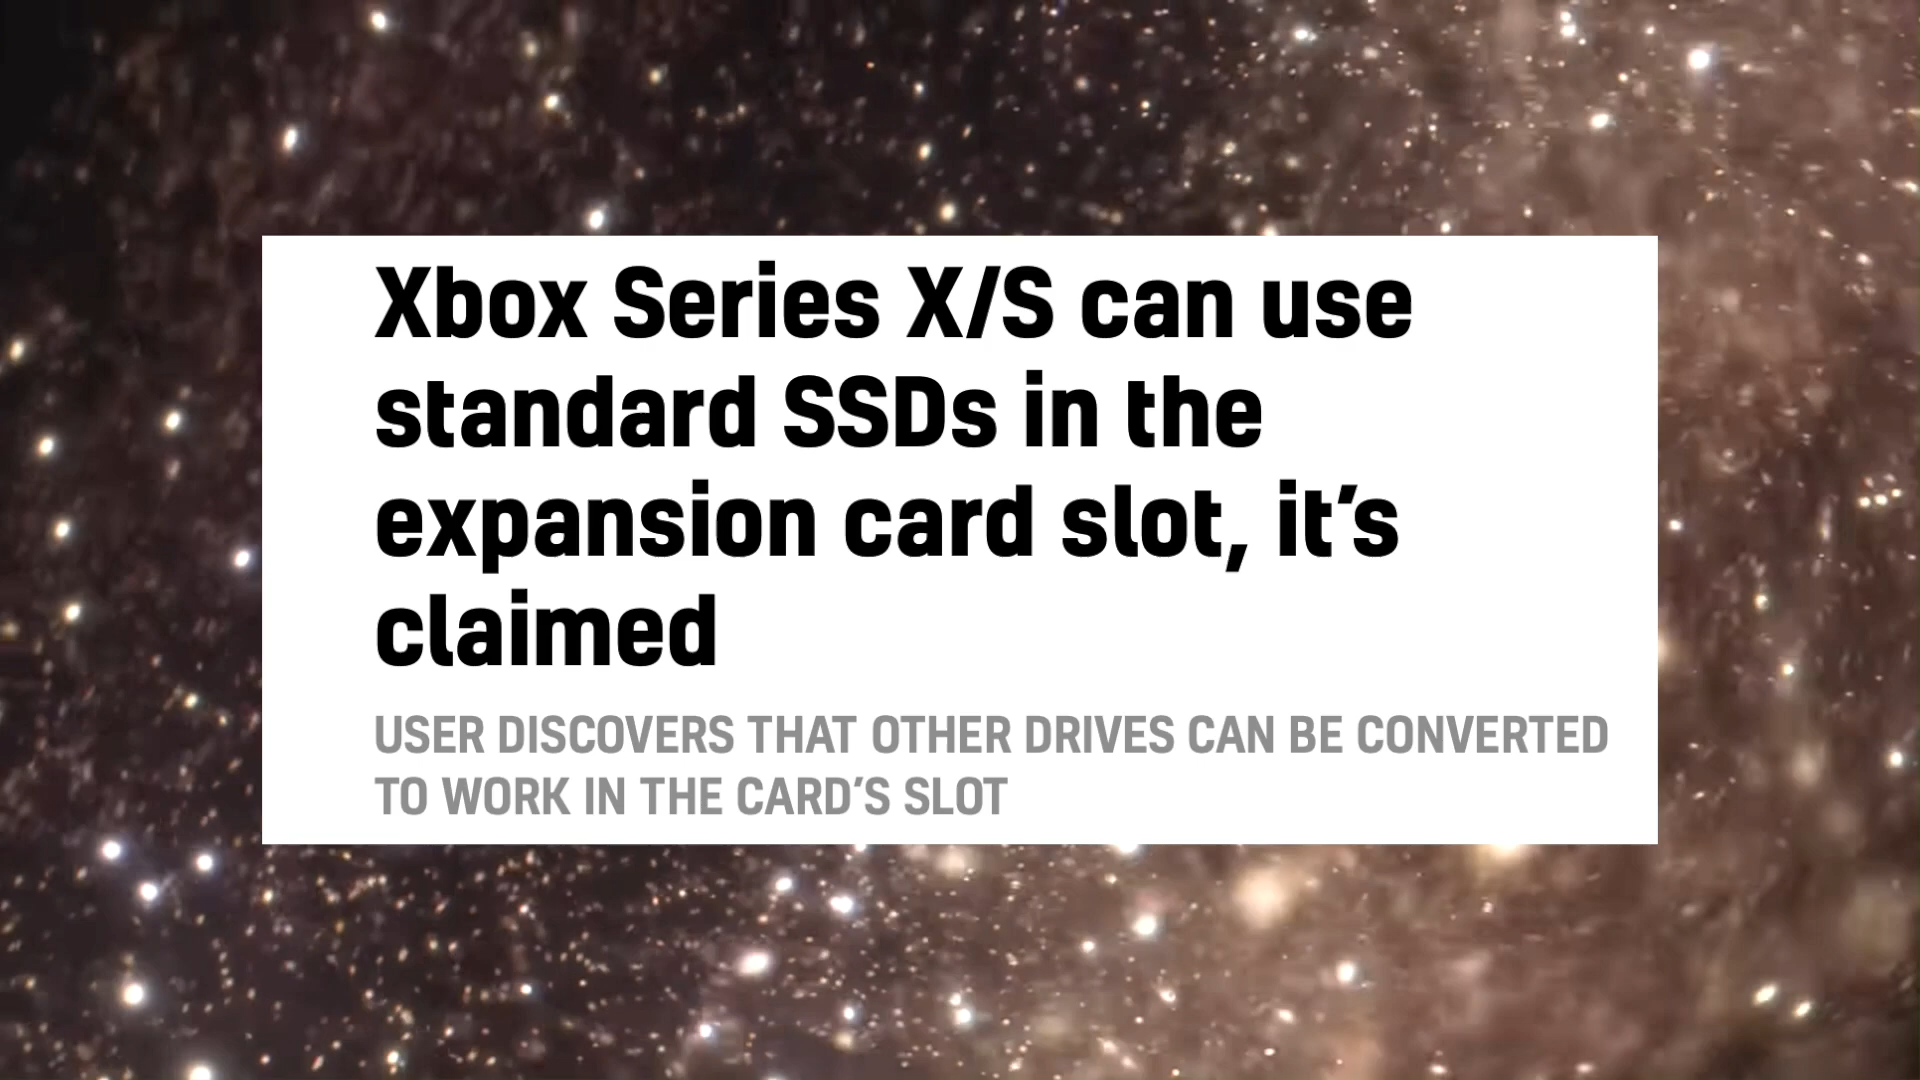 Xbox Series X/S can use
standard SSDs in the
expansion card slot, it’s
claimed
USER DISCOVERS THAT OTHER DRIVES CAN BE CONVERTED
TO WORK IN THE CARD’S SLOT